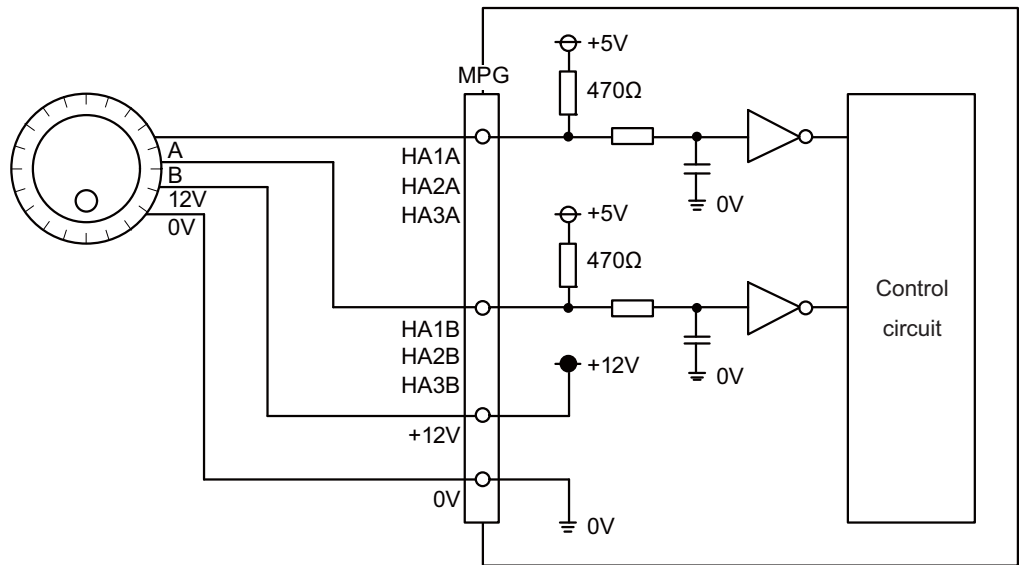 +5V
MPG
470Ω
A
HA1A
B
HA2A
12V
HA3A
0V
0V
+5V
470Ω
Control
circuit
HA1B
HA2B
+12V
0V
HA3B
+12V
0V
0V